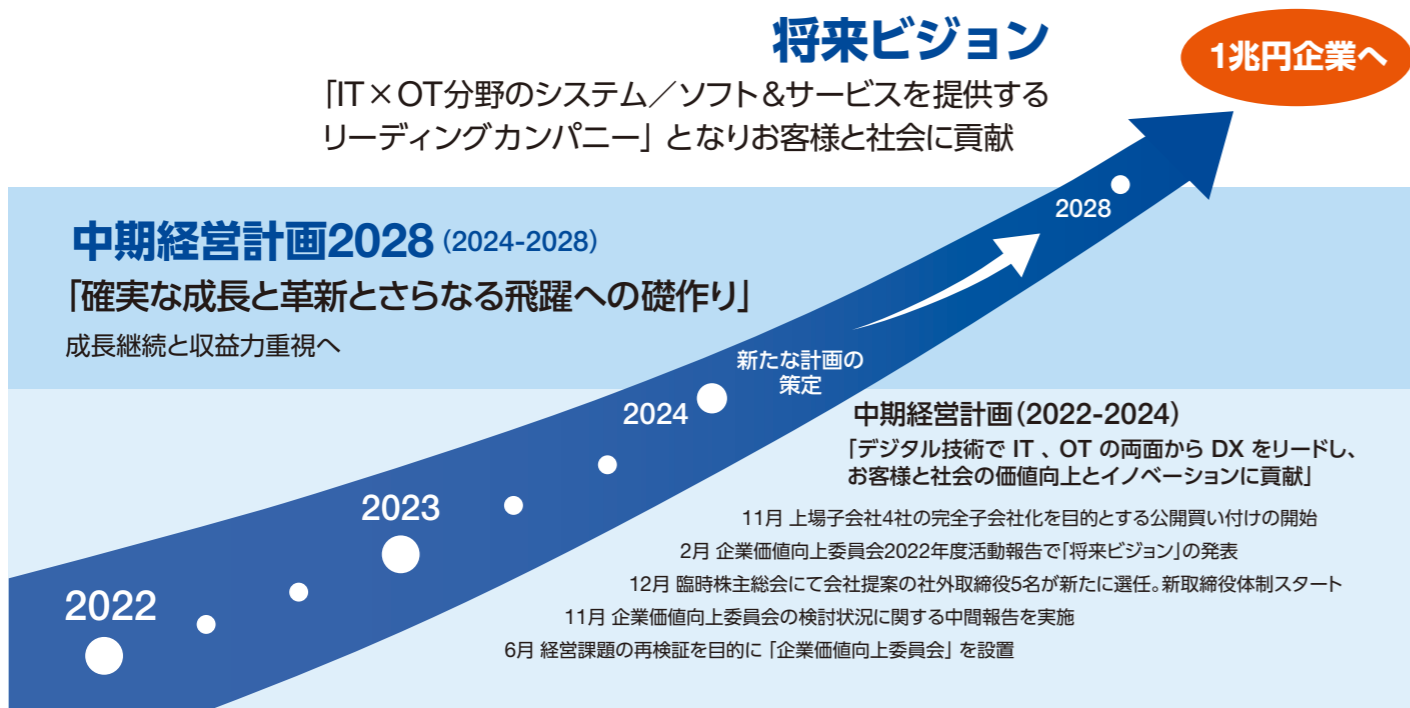 将来ビジョン
1兆円企業へ
「IT×OT分野のシステム／ソフト＆サービスを提供する
リーディングカンパニー」となりお客様と社会に貢献
2028
中期経営計画2028(2024-2028)
「確実な成長と革新とさらなる飛躍への礎作り」
成長継続と収益力重視へ
新たな計画の
策定
2024
中期経営計画(2022-2024)
「デジタル技術で IT 、OT の両面から DX をリードし、
お客様と社会の価値向上とイノベーションに貢献」
2023
11月 上場子会社4社の完全子会社化を目的とする公開買い付けの開始
2月 企業価値向上委員会2022年度活動報告で「将来ビジョン」の発表
12月 臨時株主総会にて会社提案の社外取締役5名が新たに選任。新取締役体制スタート
2022
11月 企業価値向上委員会の検討状況に関する中間報告を実施
6月 経営課題の再検証を目的に「企業価値向上委員会」を設置